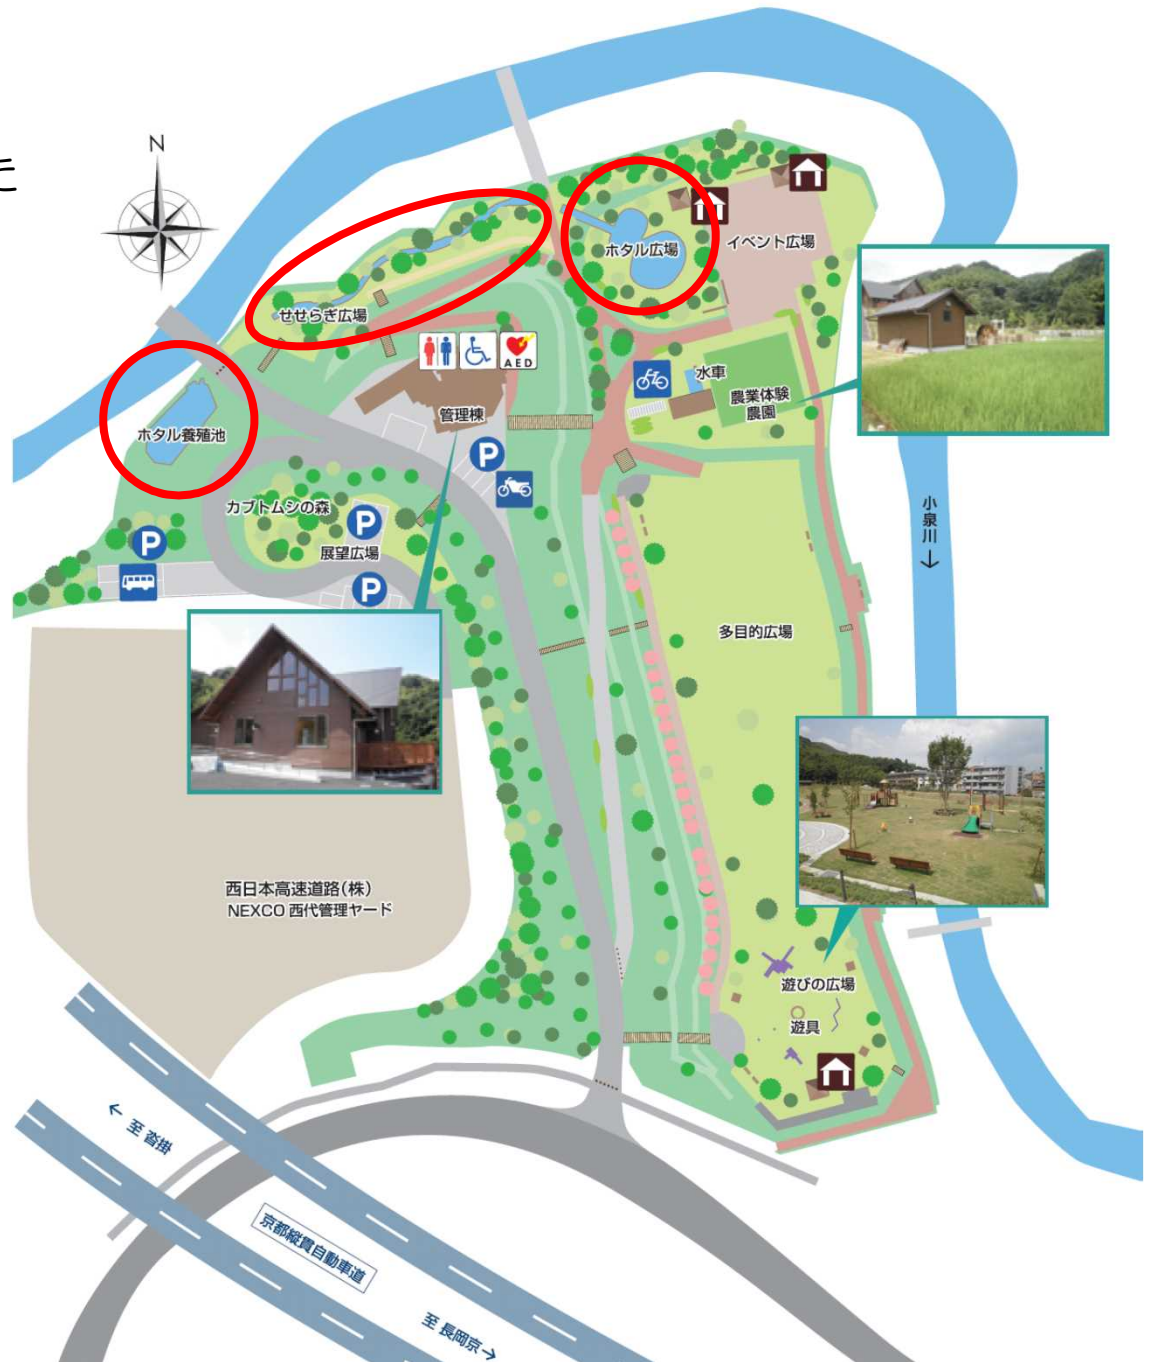 た
N
ホタル広場
イベント広場
せせらぎ広場
AED
水車
農業体験
農園
管理棟
ホタル養殖池
P
カブトムシの森
P
展望広場
P
P
小泉川
多目的広場
西日本高速道路(株)
NEXCO 西代管理ヤード
遊びの広場
遊具
← 至 沓掛
京都縦貫自動車道
至 長岡京→